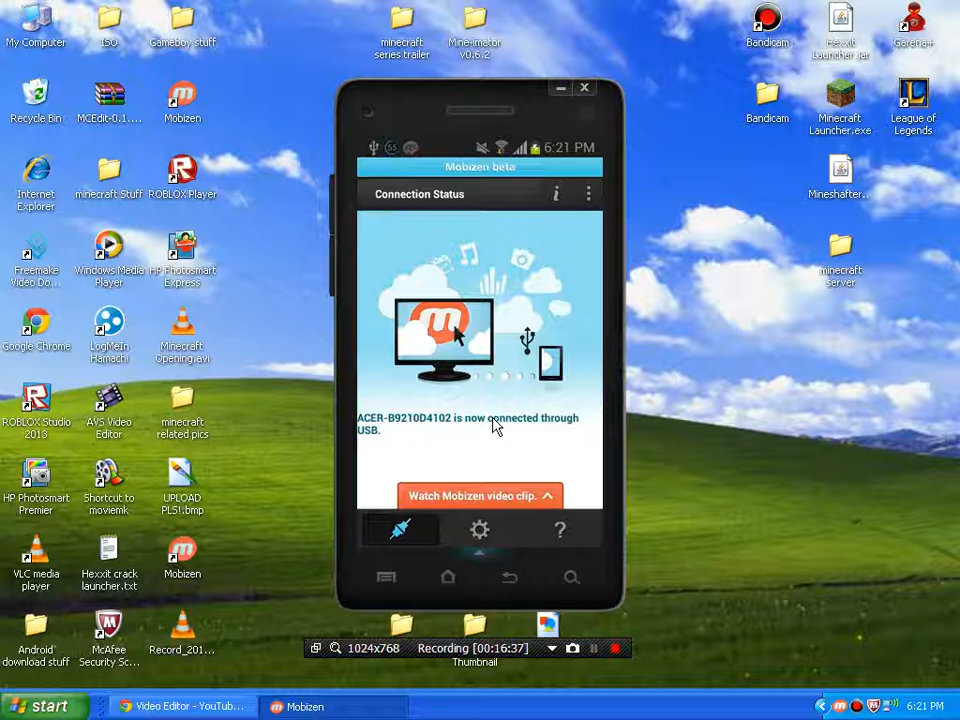 My Computer
ISO
Gameboy stuff
minecraft
series trailer
Mine-imator
v0.6.2
Bandicam
Hexxit
Launcher.jar
Garena+
Recycle Bin
MCEdit-0.1....
Mobizen
Bandicam
Minecraft
Launcher.exe
League of
Legends
Internet
Explorer
minecraft Stuff
ROBLOX Player
Mineshafter...
Freemake
Video Do...
Windows Media
Player
HP Photosmart
Express
minecraft
server
Google Chrome
LogMeIn
Hamachi
Minecraft
Opening.avi
ROBLOX Studio
2013
AVS Video
Editor
minecraft
related pics
HP Photosmart
Premier
Shortcut to
moviemk
UPLOAD
PLS!.bmp
VLC media
player
Hexxit crack
launcher.txt
Mobizen
Android
download stuff
McAfee
Security Sc...
Record_201...
55
6:21 PM
Mobizen beta
Connection Status
i
m
ACER-B9210D4102 is now connected through
USB.
Watch Mobizen video clip.
?
1024x768
Recording [00:16:37]
Thumbnail
start
Video Editor - YouTub...
Mobizen
6:21 PM